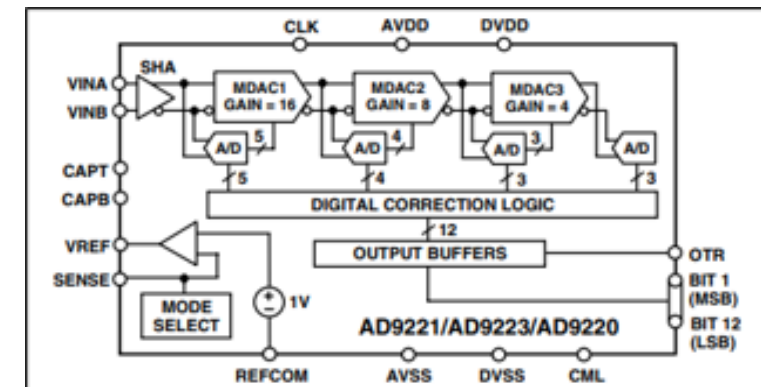 CLK AVDD DVDD
SHA
VINA
VINB
MDAC1
GAIN = 16
MDAC2
GAIN = 8
MDAC3
GAIN = 4
5 4 3
A/D A/D A/D A/D
5 4 3 3
CAPT
CAPB
DIGITAL CORRECTION LOGIC
12
VREF
OUTPUT BUFFERS
OTR
SENSE
BIT 1
(MSB)
MODE
SELECT
1V
AD9221/AD9223/AD9220
BIT 12
(LSB)
REFCOM AVSS DVSS CML